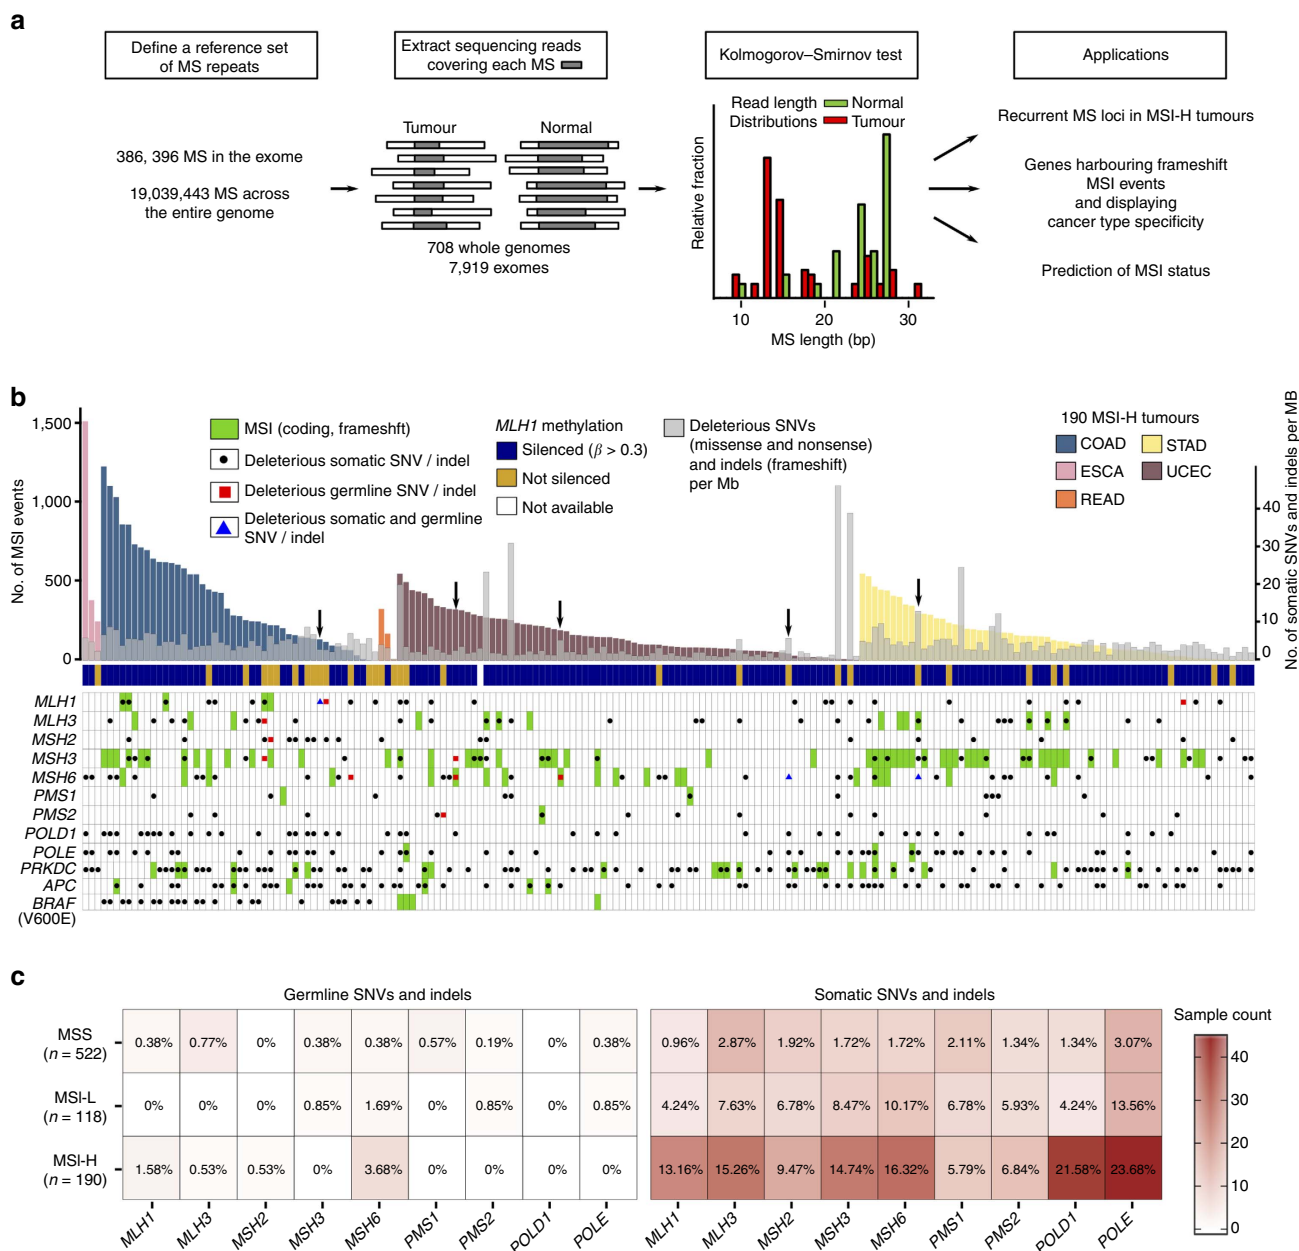 a
Define a reference set
of MS repeats
Extract sequencing reads
covering each MS
Kolmogorov–Smirnov test
Applications
386, 396 MS in the exome
19,039,443 MS across
the entire genome
Tumour
Normal
708 whole genomes
7,919 exomes
Read length
Distributions
Normal
Tumour
Relative fraction
10
20
30
MS length (bp)
Recurrent MS loci in MSI-H tumours
Genes harbouring frameshift
MSI events
and displaying
cancer type specificity
Prediction of MSI status
b
No. of MSI events
1,500
1,000
500
0
MSI (coding, frameshft)
Deleterious somatic SNV / indel
Deleterious germline SNV / indel
Deleterious somatic and germline
SNV / indel
MLH1 methylation
Silenced (β > 0.3)
Not silenced
Not available
Deleterious SNVs
(missense and nonsense)
and indels (frameshift)
per Mb
190 MSI-H tumours
COAD
STAD
ESCA
UCEC
READ
40
30
20
10
0
No. of somatic SNVs and indels per MB
MLH1
MLH3
MSH2
MSH3
MSH6
PMS1
PMS2
POLD1
POLE
PRKDC
APC
BRAF
(V600E)
c
Germline SNVs and indels
Somatic SNVs and indels
MSS
(n = 522)
0.38% 0.77% 0% 0.38% 0.38% 0.57% 0.19% 0% 0.38%
0.96% 2.87% 1.92% 1.72% 1.72% 2.11% 1.34% 1.34% 3.07%
MSI-L
(n = 118)
0% 0% 0% 0.85% 1.69% 0% 0.85% 0% 0.85%
4.24% 7.63% 6.78% 8.47% 10.17% 6.78% 5.93% 4.24% 13.56%
MSI-H
(n = 190)
1.58% 0.53% 0.53% 0% 3.68% 0% 0% 0% 0%
13.16% 15.26% 9.47% 14.74% 16.32% 5.79% 6.84% 21.58% 23.68%
MLH1 MLH3 MSH2 MSH3 MSH6 PMS1 PMS2 POLD1 POLE
MLH1 MLH3 MSH2 MSH3 MSH6 PMS1 PMS2 POLD1 POLE
Sample count
40
30
20
10
0